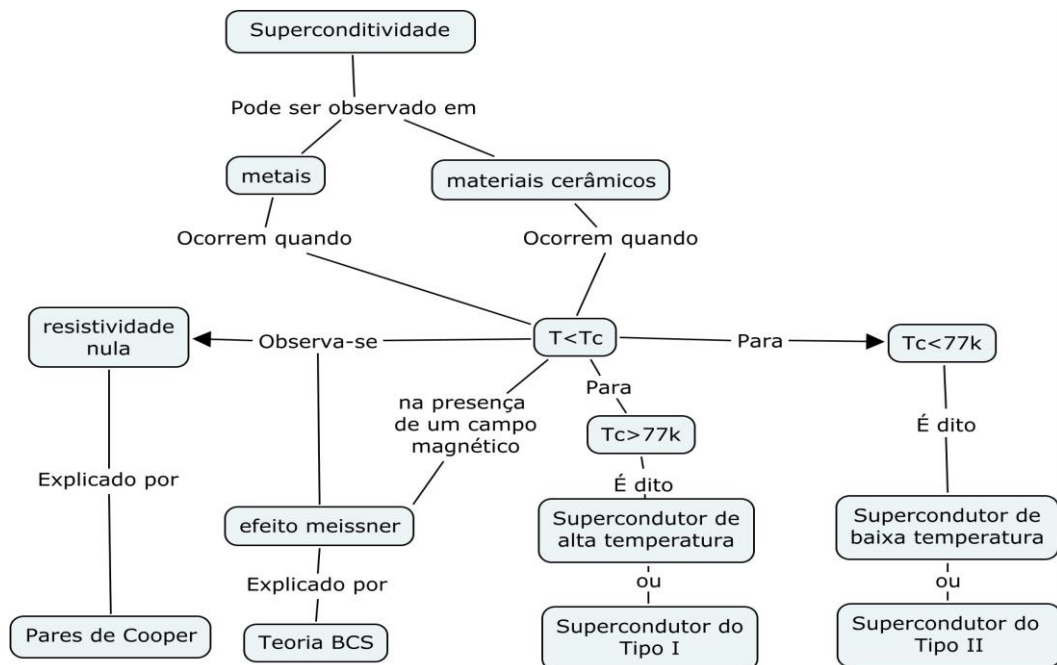 Superconditividade
Pode ser observado em
metais
materiais cerâmicos
Ocorrem quando
Ocorrem quando
resistividade
nula
Observa-se
T<Tc
Para
Tc<77k
na presença
de um campo
magnético
Para
Tc>77k
É dito
Explicado por
É dito
efeito meissner
Supercondutor de
alta temperatura
Supercondutor de
baixa temperatura
Explicado por
ou
ou
Pares de Cooper
Teoria BCS
Supercondutor do
Tipo I
Supercondutor do
Tipo II